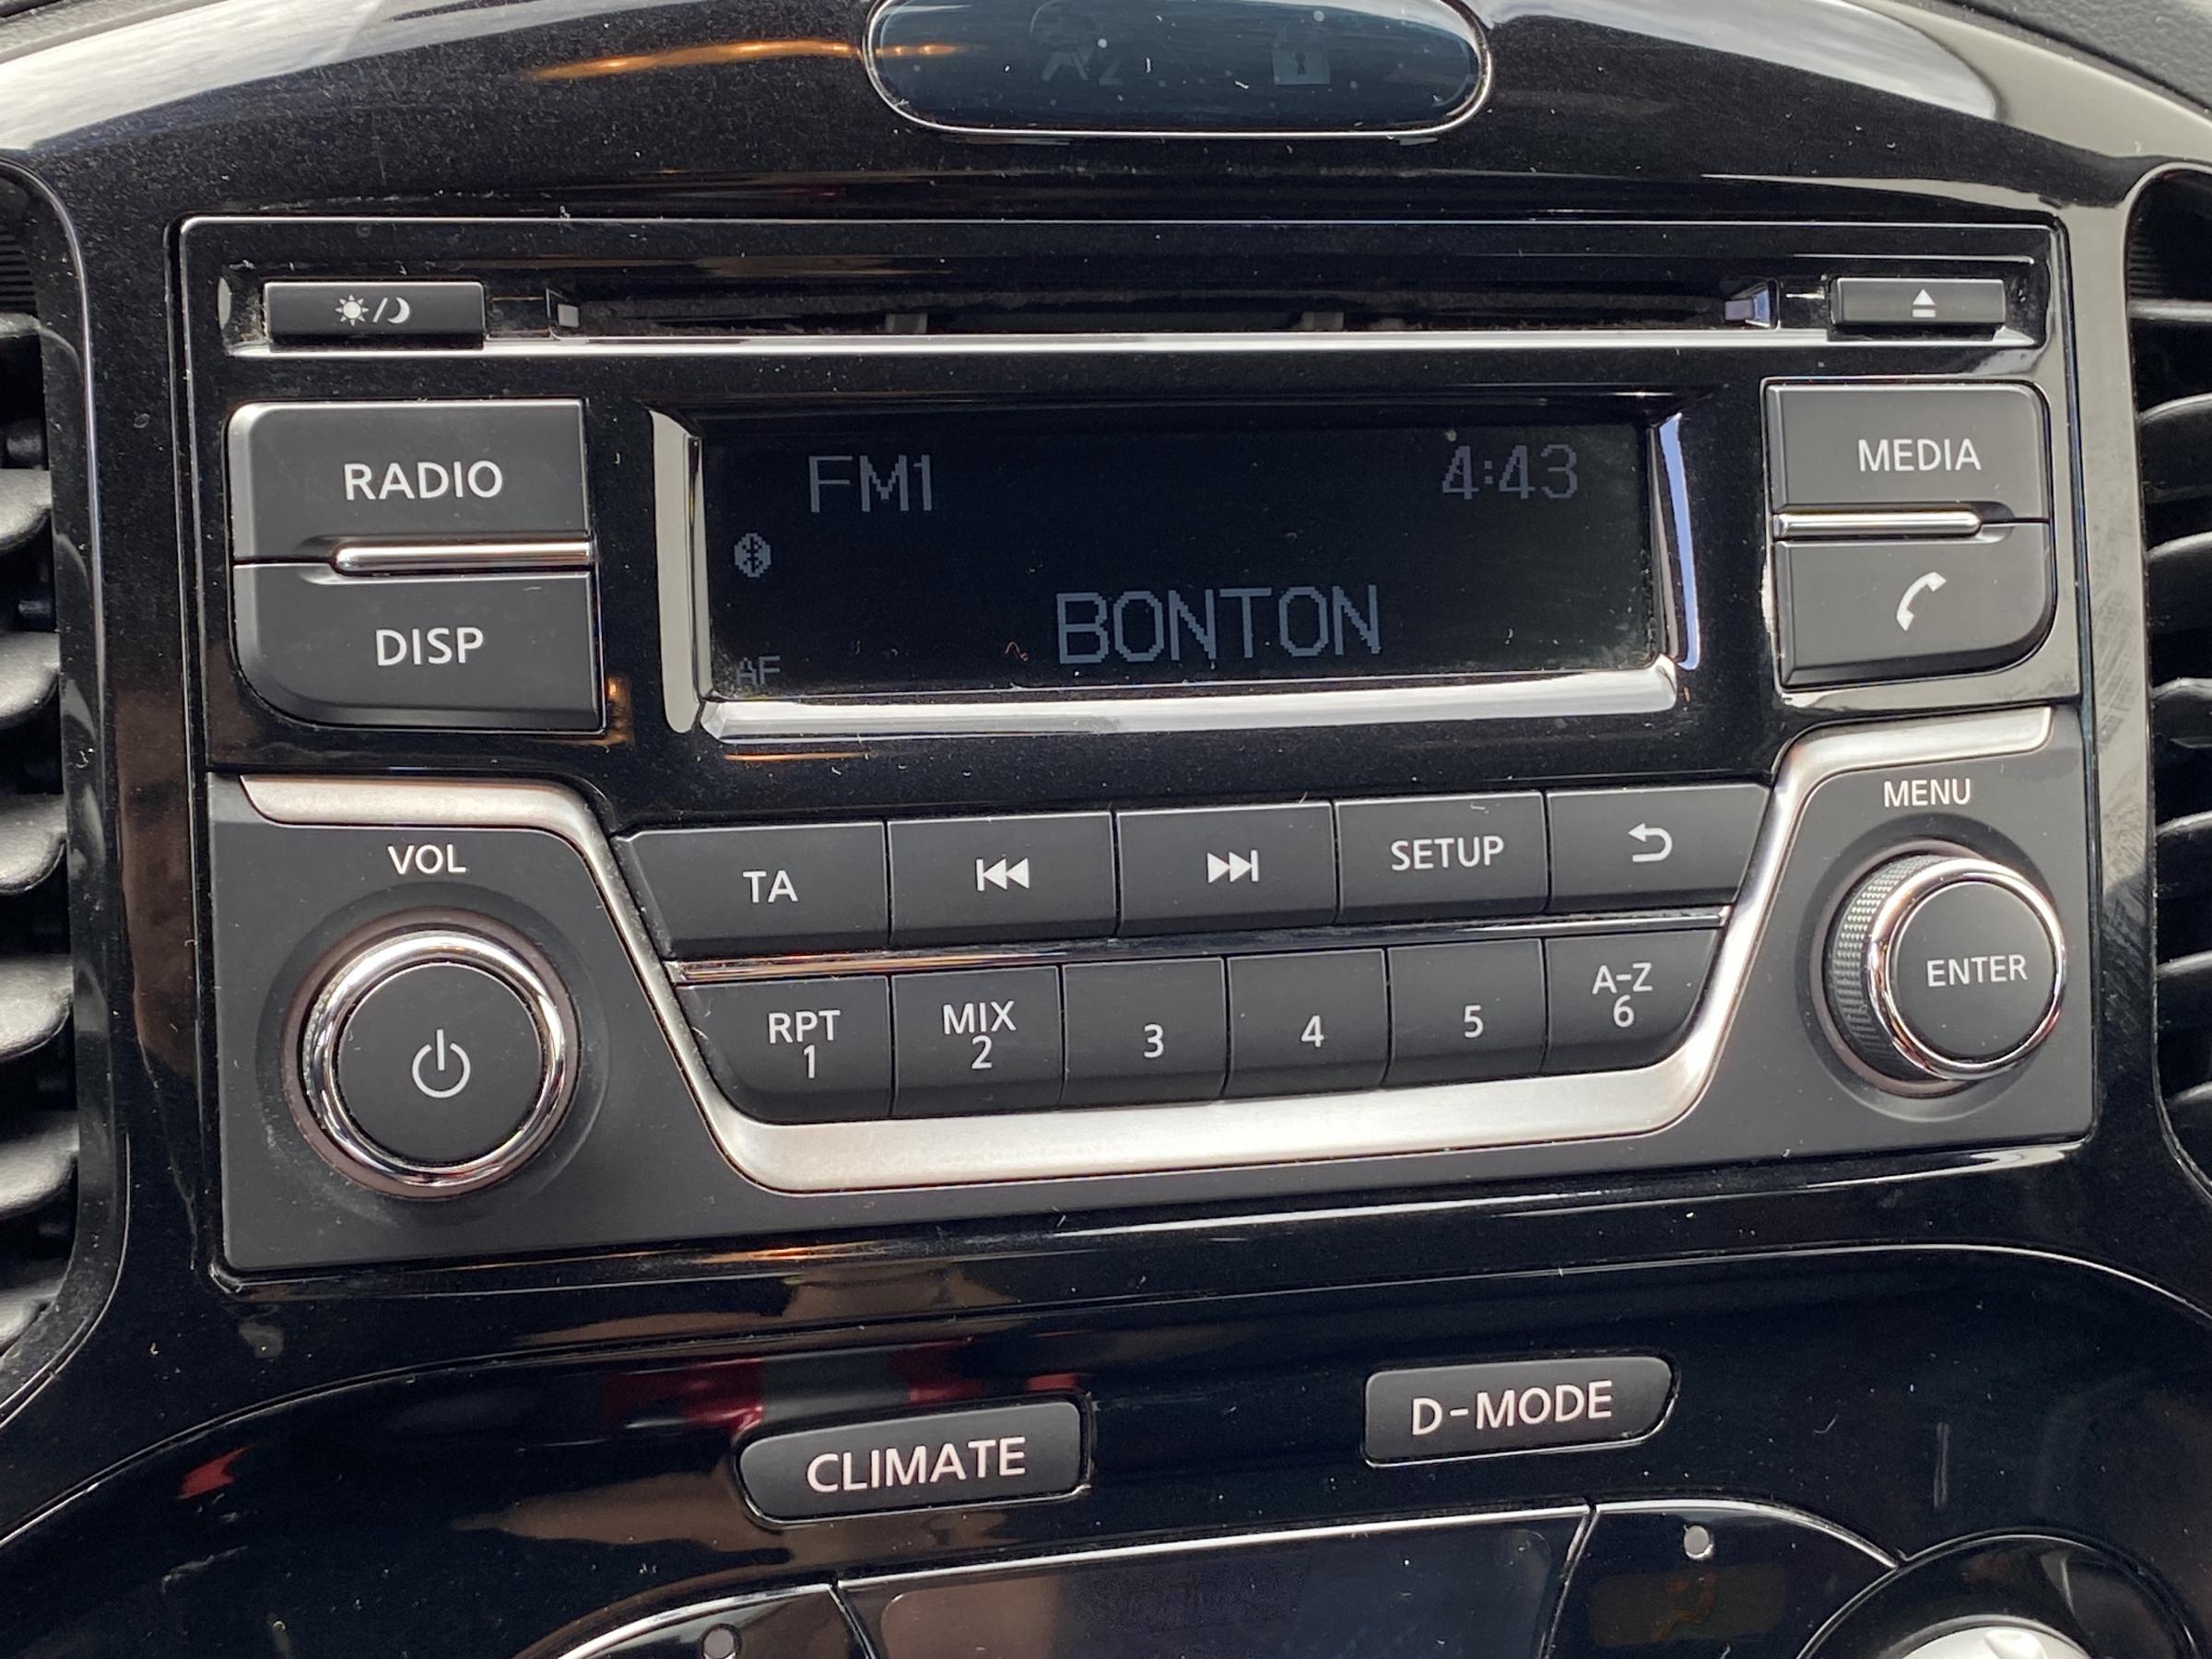 RADIO
DISP
FM1 4:43
BONTON
AF
MEDIA
VOL
MENU
TA
SETUP
ENTER
RPT
1
MIX
2
3
4
5
A-Z
6
CLIMATE
D-MODE